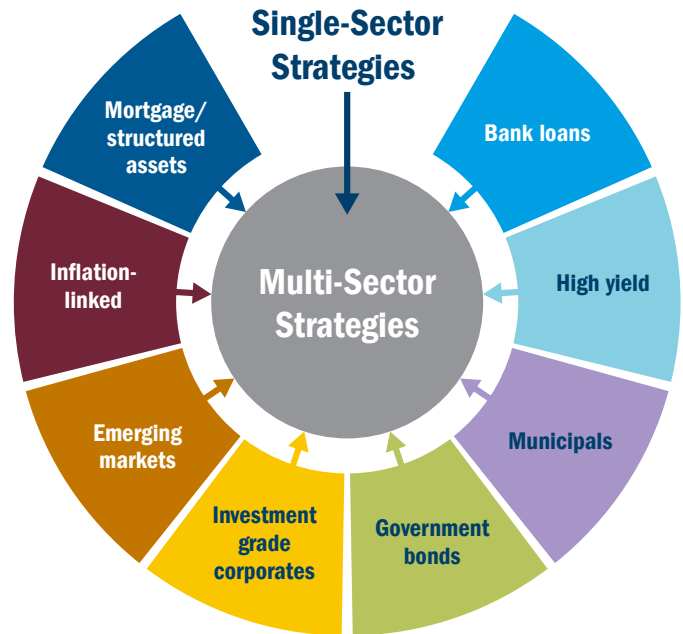 Single-Sector
Strategies
Mortgage/
structured
assets
Bank loans
Inflation-
linked
Multi-Sector
Strategies
High yield
Emerging
markets
Municipals
Investment
grade
corporates
Government
bonds